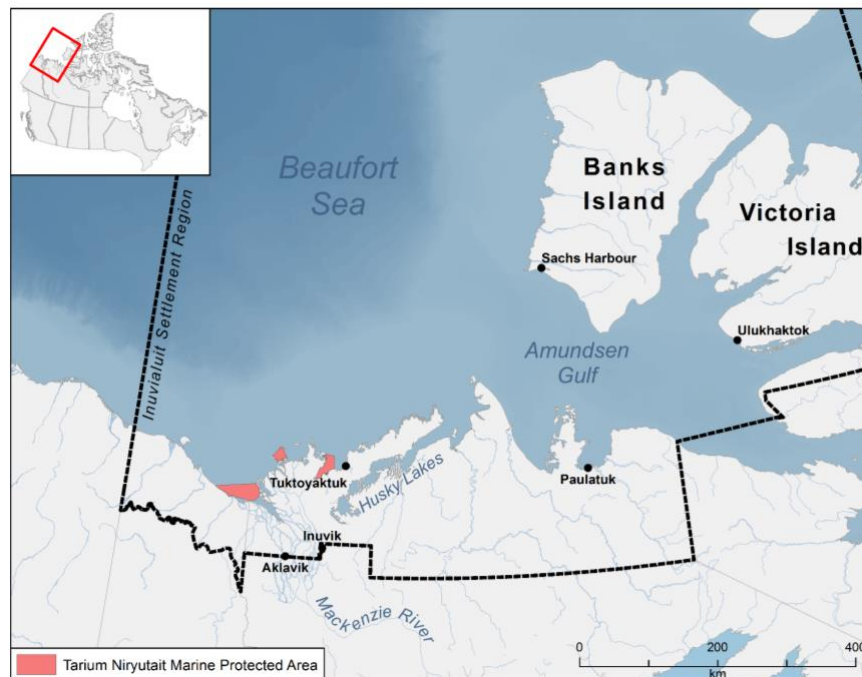 Beaufort
Sea
Banks
Island
Victoria
Island
Sachs Harbour
Inuvialuit Settlement Region
Ulukhaktok
Amundsen
Gulf
Tuktoyaktuk
Husky Lakes
Paulatuk
Inuvik
Aklavik
Mackenzie River
Tarium Niryutait Marine Protected Area
0 200 400
km